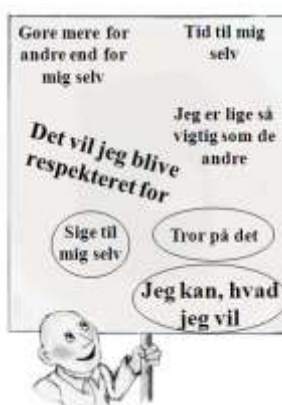 Gøre mere for
andre end for
mig selv
Tid til mig
selv
Jeg er lige så
vigtig som de
andre
Det vil jeg blive
respekteret for
Sige til
mig selv
Tror på det
Jeg kan, hvad
jeg vil